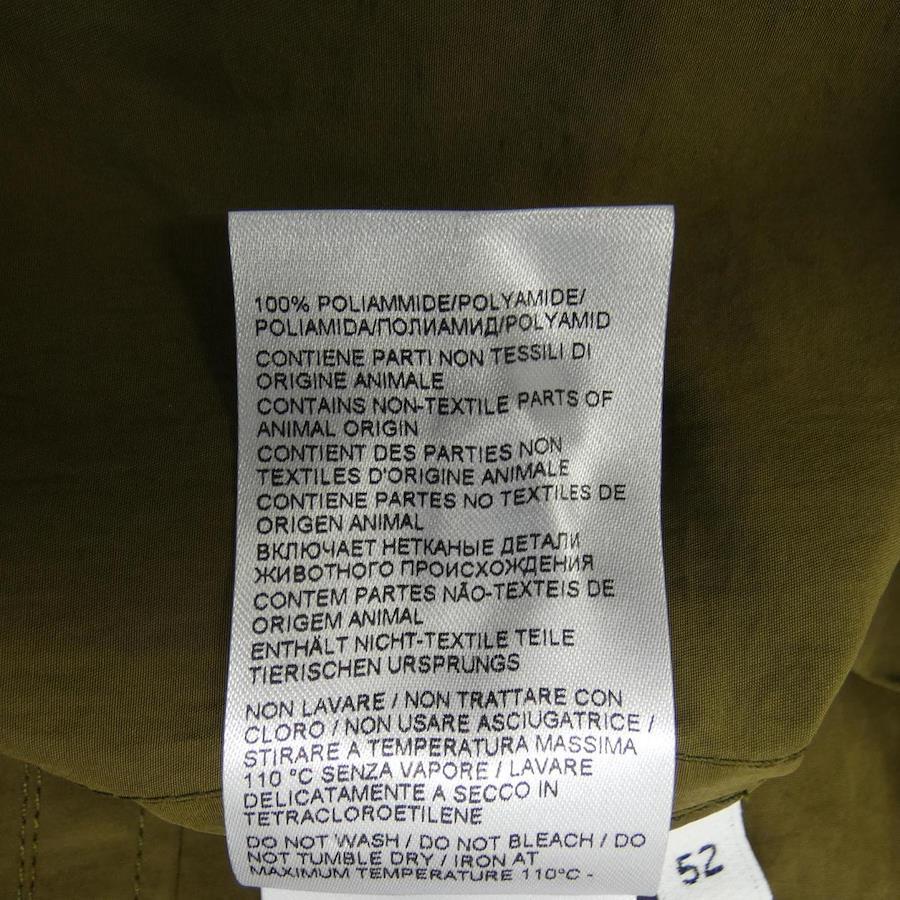 100% POLIAMMIDE/POLYAMIDE/
POLIAMIDA/ПОЛИАМИД/POLYAMID
CONTIENE PARTI NON TESSILI DI
ORIGINE ANIMALE
CONTAINS NON-TEXTILE PARTS OF
ANIMAL ORIGIN
CONTIENT DES PARTIES NON
TEXTILES D'ORIGINE ANIMALE
CONTIENE PARTES NO TEXTILES DE
ORIGEN ANIMAL
ВКЛЮЧАЕТ НЕТКАНЫЕ ДЕТАЛИ
ЖИВОТНОГО ПРОИСХОЖДЕНИЯ
CONTEM PARTES NÃO-TEXTEIS DE
ORIGEM ANIMAL
ENTHÄLT NICHT-TEXTILE TEILE
TIERISCHEN URSPRUNGS
NON LAVARE / NON TRATTARE CON
CLORO / NON USARE ASCIUGATRICE /
STIRARE A TEMPERATURA MASSIMA
110 °C SENZA VAPORE / LAVARE
DELICATAMENTE A SECCO IN
TETRACLOROETILENE
DO NOT WASH / DO NOT BLEACH / DO
NOT TUMBLE DRY / IRON AT
MAXIMUM TEMPERATURE 110°C -
52